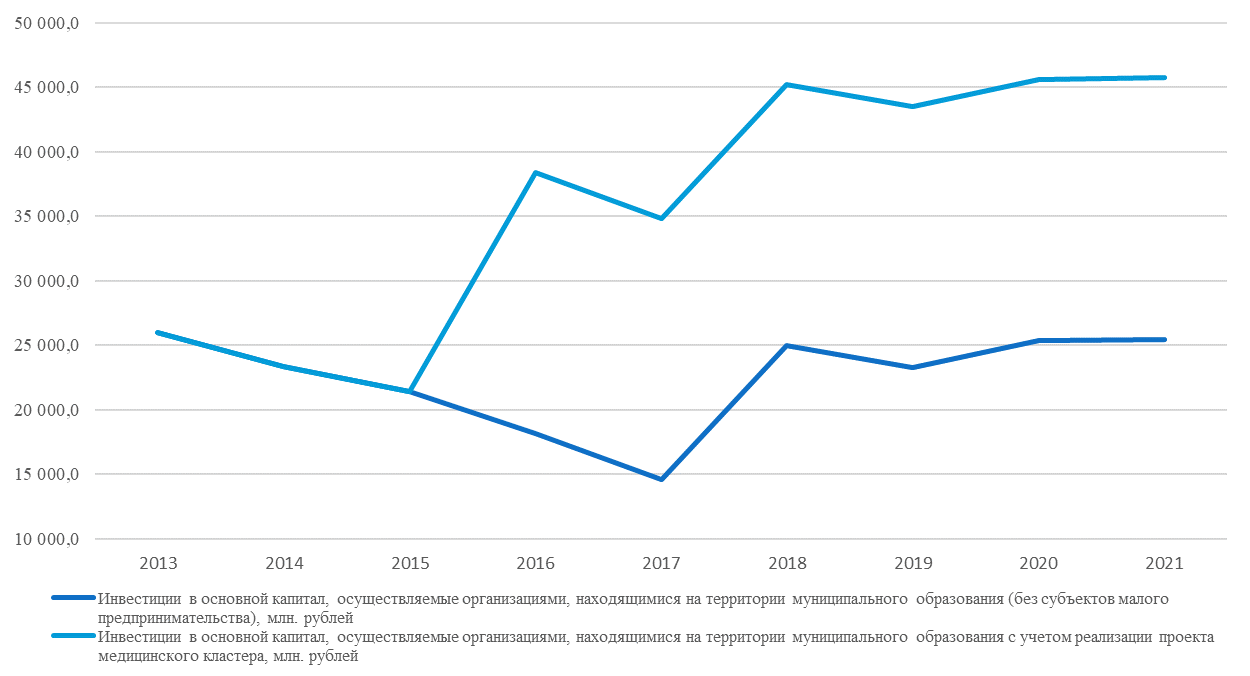 50 000,0
45 000,0
40 000,0
35 000,0
30 000,0
25 000,0
20 000,0
15 000,0
10 000,0
2013 2014 2015 2016 2017 2018 2019 2020 2021
Инвестиции в основной капитал, осуществляемые организациями, находящимися на территории муниципального образования (без субъектов малого
предпринимательства), млн. рублей
Инвестиции в основной капитал, осуществляемые организациями, находящимися на территории муниципального образования с учетом реализации проекта
медицинского кластера, млн. рублей